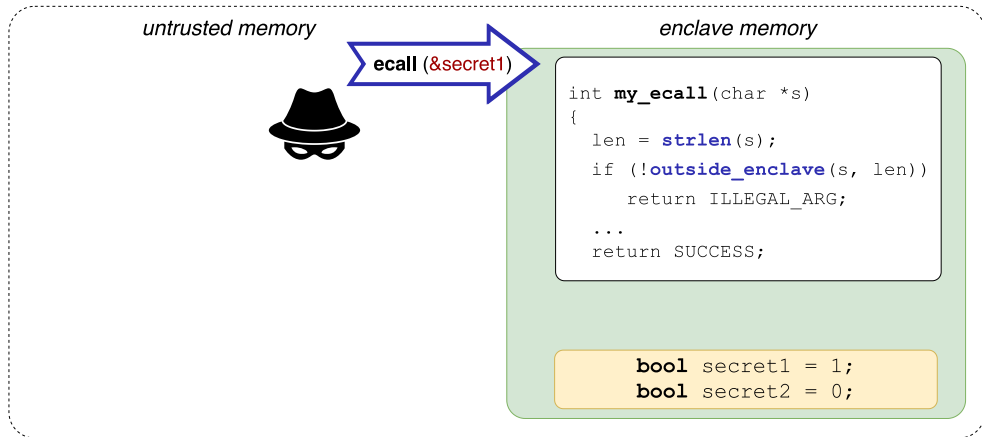 untrusted memory
enclave memory
ecall (&secret1)
int my_ecall(char *s)
{
len = strlen(s);
if (!outside_enclave(s, len))
return ILLEGAL_ARG;
...
return SUCCESS;
bool secret1 = 1;
bool secret2 = 0;